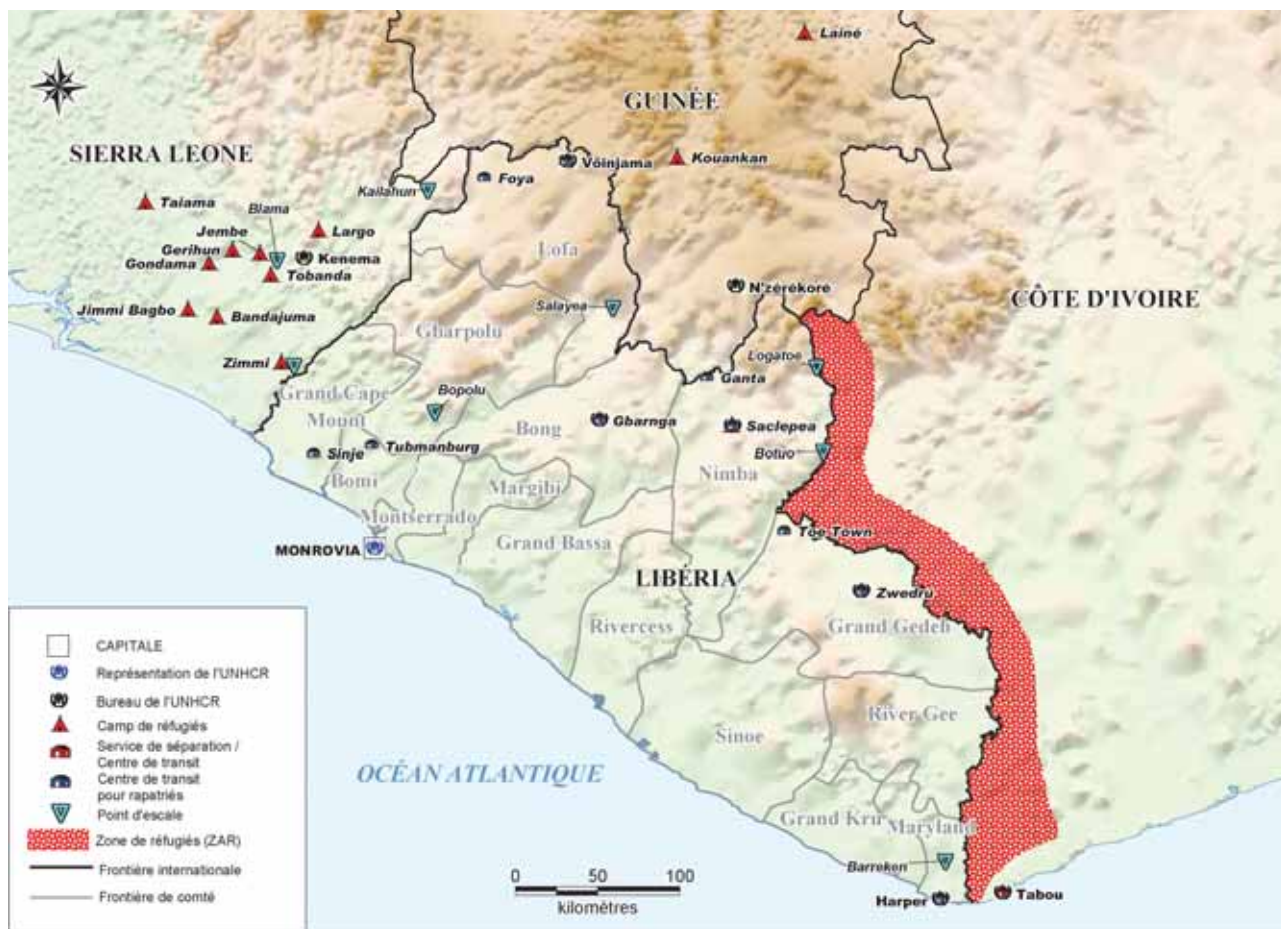 Lainé
GUINÉE
SIERRA LEONE
Vöinjama
Kouankan
Foya
Kailahun
Taiama
Blama
Jembe
Largo
Gerihun
Kenema
Gondama
Tobanda
Lofa
N'zérékoré
CÔTE D'IVOIRE
Jimmi Bagbo
Bandajuma
Salayea
Gbarpolu
Zimmi
Logatoe
Ganta
Grand Cape
Mount
Bopolu
Bong
Gbarnga
Saclepea
Sinje
Tubmanburg
Botuo
Nimba
Bomi
Margibi
Montserrado
Toe Town
MONROVIA
Grand Bassa
LIBÉRIA
Zwedru
Rivercess
Grand Gedeh
River Gee
Sinoe
OCÉAN ATLANTIQUE
Grand Kru
Maryland
Barreken
Harper
Tabou
0 50 100
kilomètres
CAPITALE
Représentation de l'UNHCR
Bureau de l'UNHCR
Camp de réfugiés
Service de séparation /
Centre de transit
Centre de transit
pour rapatriés
Point d'escale
Zone de réfugiés (ZAR)
Frontière internationale
Frontière de comté